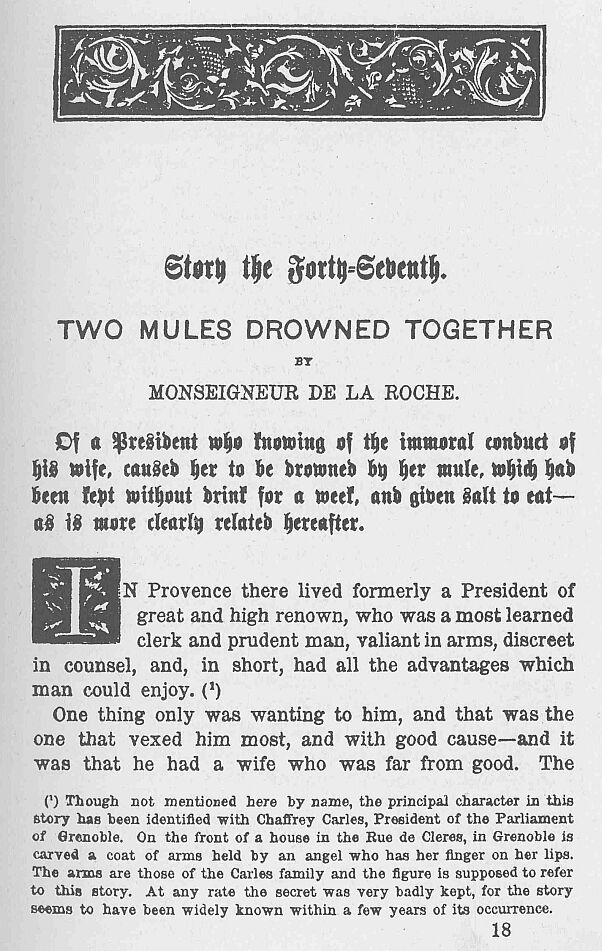 Story the Forty-Seventh.
TWO MULES DROWNED TOGETHER
BY
MONSEIGNEUR DE LA ROCHE.
Of a President who knowing of the immoral conduct of
his wife, caused her to be drowned by her mule, which had
been kept without drink for a week, and given salt to eat—
as is more clearly related hereafter.
IN Provence there lived formerly a President of
great and high renown, who was a most learned
clerk and prudent man, valiant in arms, discreet
in counsel, and, in short, had all the advantages which
man could enjoy. (¹)
One thing only was wanting to him, and that was the
one that vexed him most, and with good cause—and it
was that he had a wife who was far from good. The
(¹) Though not mentioned here by name, the principal character in this
story has been identified with Chaffrey Carles, President of the Parliament
of Grenoble. On the front of a house in the Rue de Cleres, in Grenoble is
carved a coat of arms held by an angel who has her finger on her lips.
The arms are those of the Carles family and the figure is supposed to refer
to this story. At any rate the secret was very badly kept, for the story
seems to have been widely known within a few years of its occurrence.
18